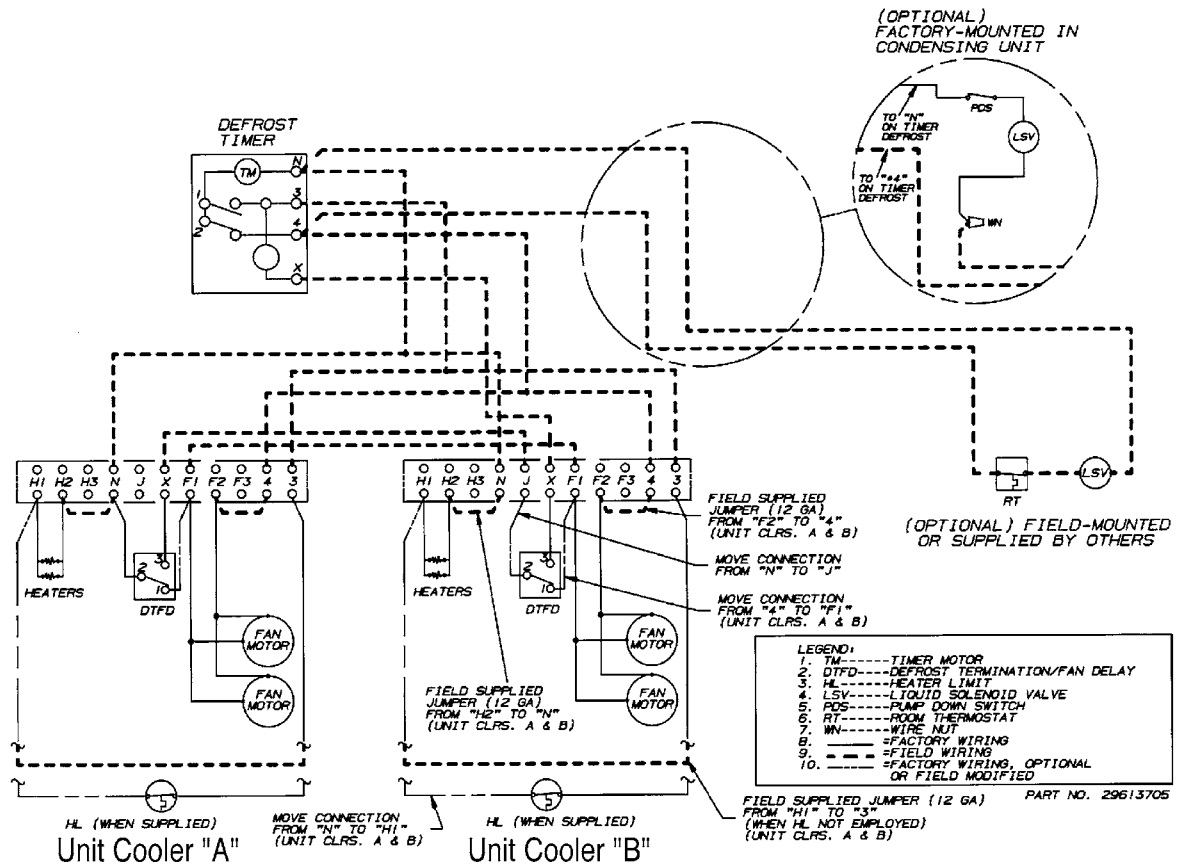 (OPTIONAL)
FACTORY-MOUNTED IN
CONDENSING UNIT
PDS
TO "N"
ON TIMER
DEFROST
LSV
TO "4"
ON TIMER
DEFROST
WN
DEFROST
TIMER
TM
N
1
3
2
4
X
H1 H2 H3 N J X F1 F2 F3 4 3
H1 H2 H3 N J X F1 F2 F3 4 3
RT
LSV
(OPTIONAL) FIELD-MOUNTED
OR SUPPLIED BY OTHERS
FIELD SUPPLIED
JUMPER (12 GA)
FROM "F2" TO "4"
(UNIT CLRS. A & B)
MOVE CONNECTION
FROM "N" TO "J"
MOVE CONNECTION
FROM "4" TO "F1"
(UNIT CLRS. A & B)
HEATERS
3
2
1
DTFD
FAN
MOTOR
FAN
MOTOR
HEATERS
3
2
1
DTFD
FAN
MOTOR
FAN
MOTOR
FIELD SUPPLIED
JUMPER (12 GA)
FROM "H2" TO "N"
(UNIT CLRS. A & B)
LEGEND:
1. TM------TIMER MOTOR
2. DTFD----DEFROST TERMINATION/FAN DELAY
3. HL------HEATER LIMIT
4. LSV-----LIQUID SOLENOID VALVE
5. PDS-----PUMP DOWN SWITCH
6. RT------ROOM THERMOSTAT
7. WN------WIRE NUT
8. =FACTORY WIRING
9. =FIELD WIRING
10. =FACTORY WIRING, OPTIONAL
OR FIELD MODIFIED
PART NO. 29613705
HL (WHEN SUPPLIED)
Unit Cooler "A"
MOVE CONNECTION
FROM "N" TO "H1"
(UNIT CLRS. A & B)
HL (WHEN SUPPLIED)
Unit Cooler "B"
FIELD SUPPLIED JUMPER (12 GA)
FROM "H1" TO "3"
(WHEN HL NOT EMPLOYED)
(UNIT CLRS. A & B)